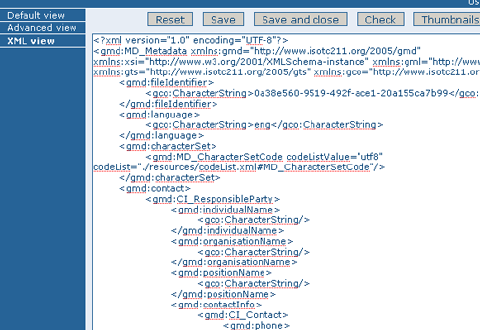 Us
Default view
Advanced view
XML view
Reset Save Save and close Check Thumbnails
<?xml version="1.0" encoding="UTF-8"?>
<gmd:MD_Metadata xmlns:gmd="http://www.isotc211.org/2005/gmd"
xmlns:xsi="http://www.w3.org/2001/XMLSchema-instance" xmlns:gml="http://www
xmlns:gts="http://www.isotc211.org/2005/gts" xmlns:gco="http://www.isotc211.or
<gmd:fileIdentifier>
<gco:CharacterString>0a38e560-9519-492f-ace1-20a155ca7b99</gco:
</gmd:fileIdentifier>
<gmd:language>
<gco:CharacterString>eng</gco:CharacterString>
</gmd:language>
<gmd:characterSet>
<gmd:MD_CharacterSetCode codeListValue="utf8"
codeList="./resources/codeList.xml#MD_CharacterSetCode"/>
</gmd:characterSet>
<gmd:contact>
<gmd:CI_ResponsibleParty>
<gmd:individualName>
<gco:CharacterString/>
</gmd:individualName>
<gmd:organisationName>
<gco:CharacterString/>
</gmd:organisationName>
<gmd:positionName>
<gco:CharacterString/>
</gmd:positionName>
<gmd:contactInfo>
<gmd:CI_Contact>
<gmd:phone>